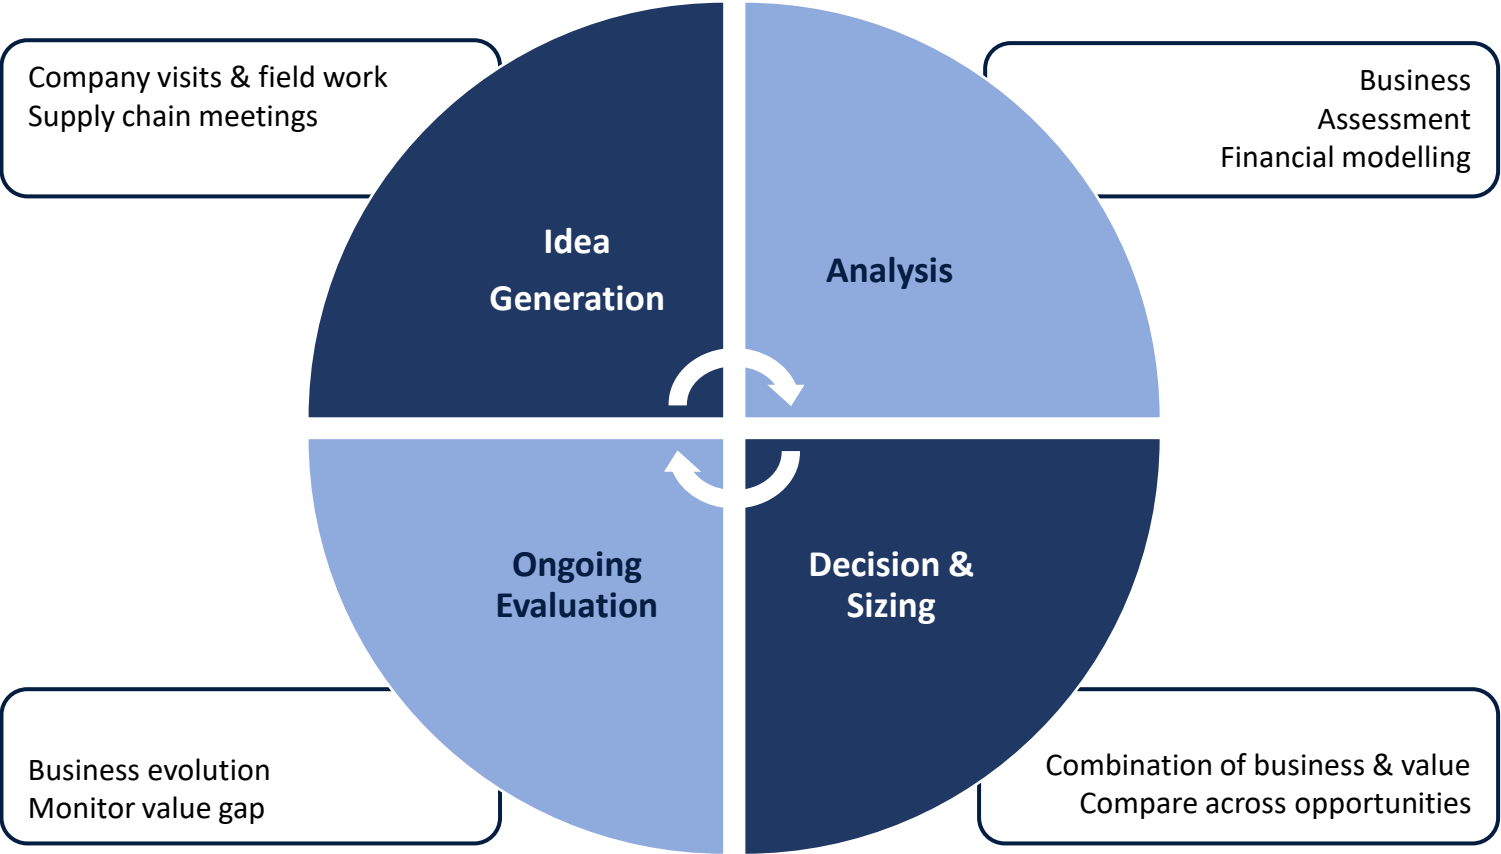 Company visits & field work
Supply chain meetings
Business
Assessment
Financial modelling
Idea
Generation
Analysis
Ongoing
Evaluation
Decision &
Sizing
Business evolution
Monitor value gap
Combination of business & value
Compare across opportunities